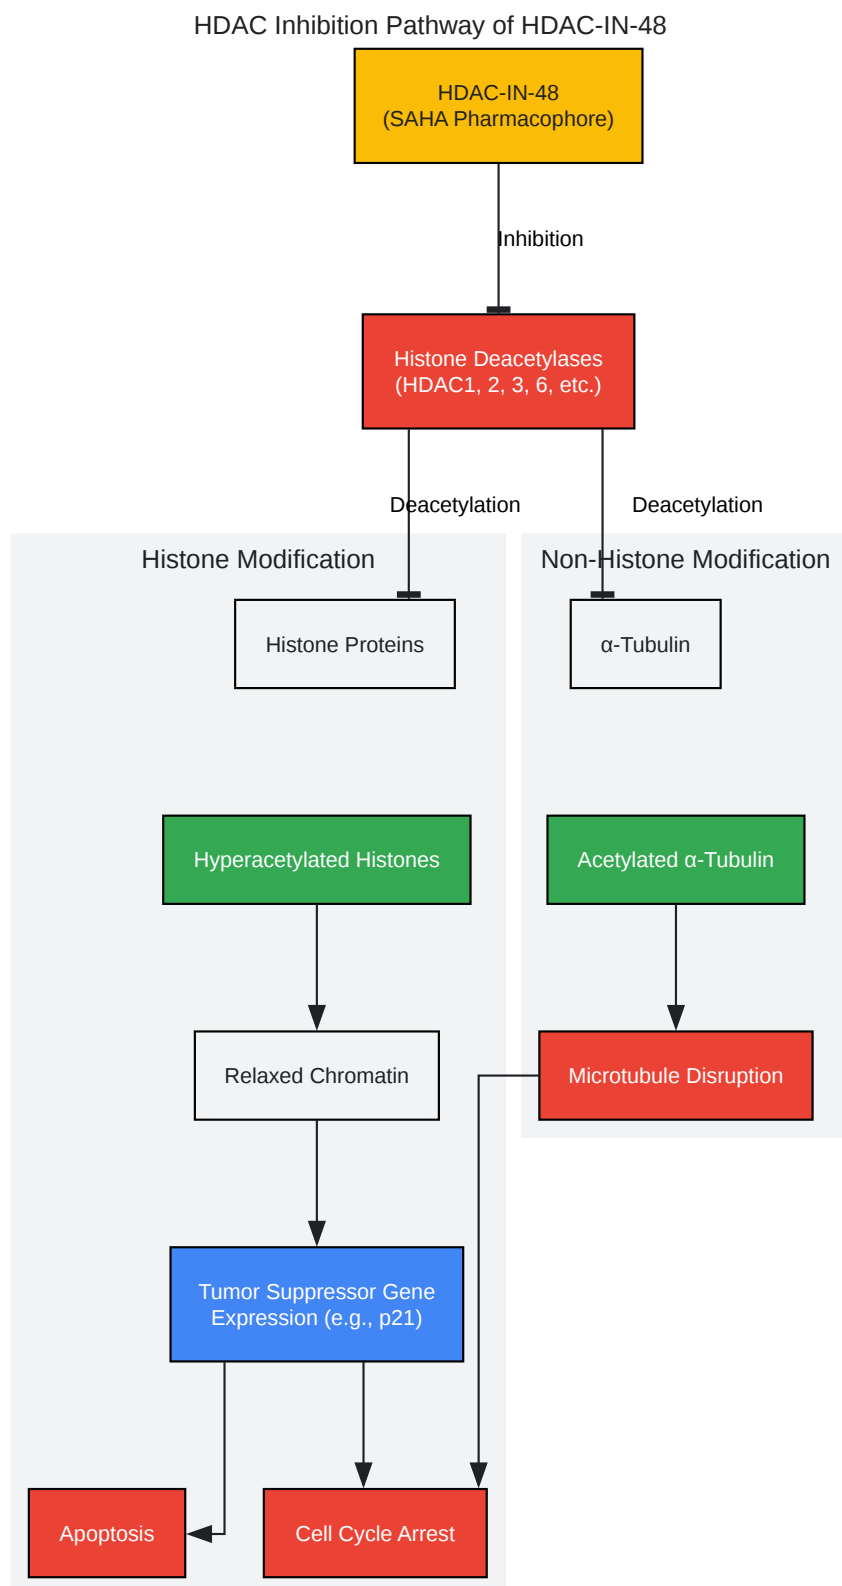 HDAC Inhibition Pathway of HDAC-IN-48
HDAC-IN-48
(SAHA Pharmacophore)
Inhibition
Histone Deacetylases
(HDAC1, 2, 3, 6, etc.)
Deacetylation
Deacetylation
Histone Modification
Non-Histone Modification
Histone Proteins
α-Tubulin
Hyperacetylated Histones
Acetylated α-Tubulin
Relaxed Chromatin
Microtubule Disruption
Tumor Suppressor Gene
Expression (e.g., p21)
Apoptosis
Cell Cycle Arrest